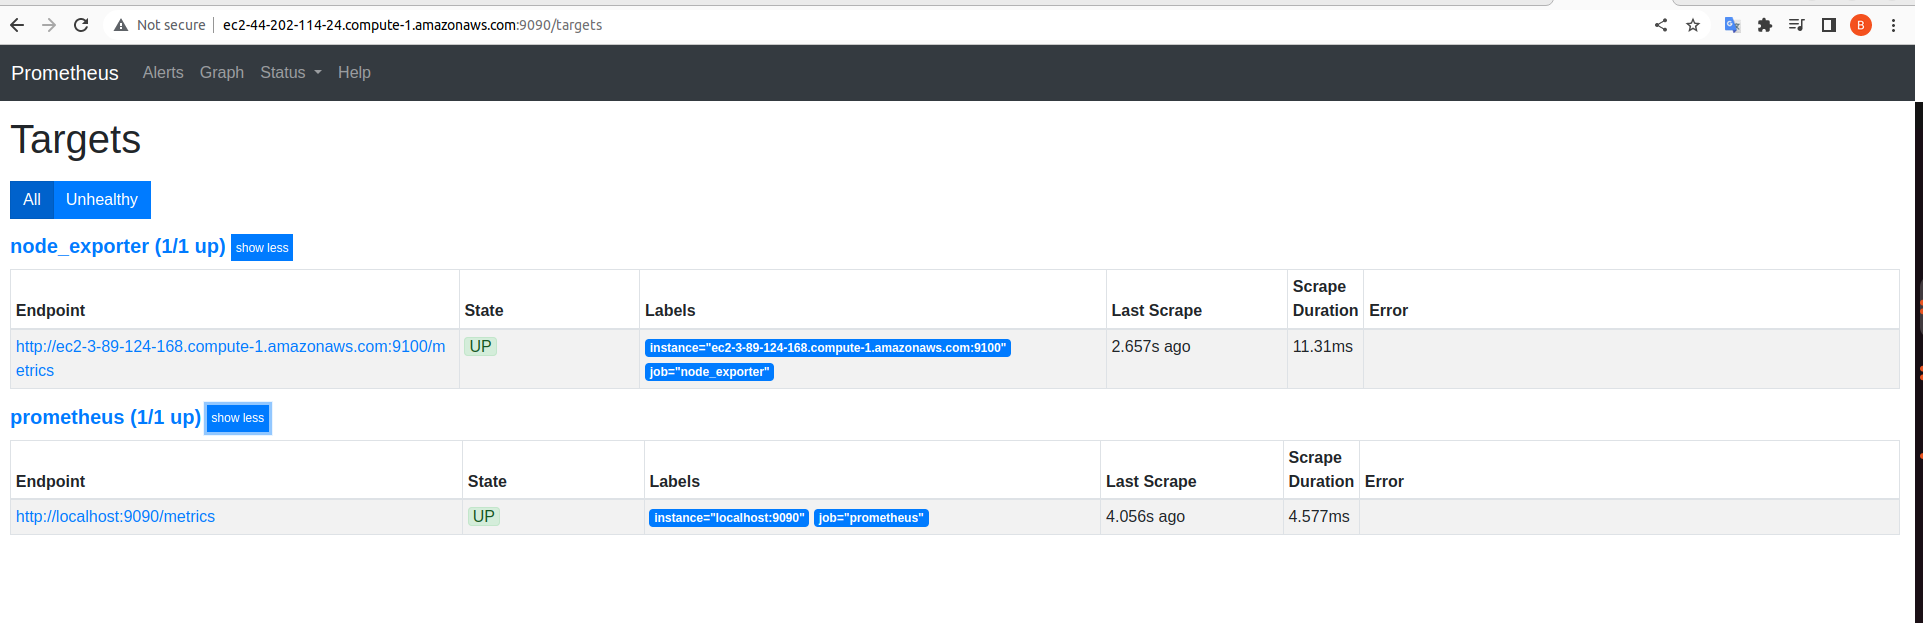 Not secure ec2-44-202-114-24.compute-1.amazonaws.com:9090/targets B
Prometheus Alerts Graph Status Help
Targets
All Unhealthy
node_exporter (1/1 up) show less
Endpoint State Labels Last Scrape Scrape Duration Error
http://ec2-3-89-124-168.compute-1.amazonaws.com:9100/m
etrics
UP
instance="ec2-3-89-124-168.compute-1.amazonaws.com:9100"
job="node_exporter"
2.657s ago
11.31ms
prometheus (1/1 up) show less
Endpoint State Labels Last Scrape Scrape Duration Error
http://localhost:9090/metrics UP instance="localhost:9090" job="prometheus" 4.056s ago 4.577ms